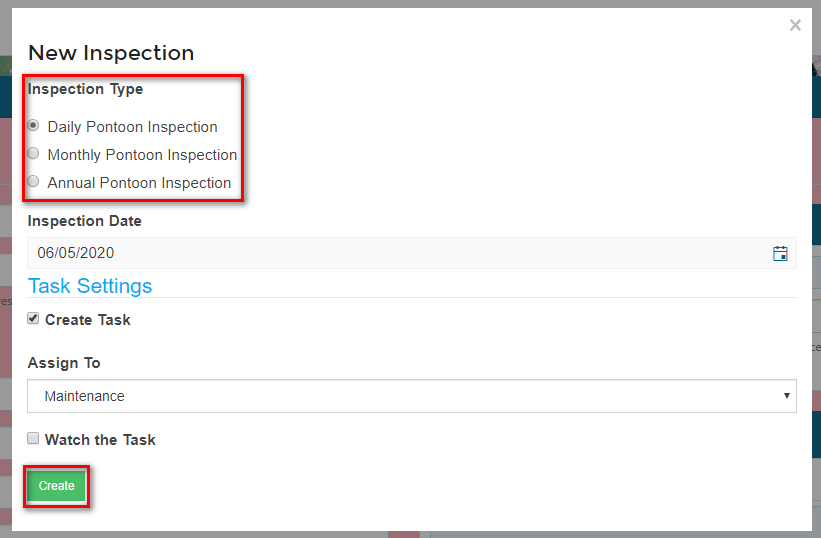 ×
New Inspection
Inspection Type
Daily Pontoon Inspection
Monthly Pontoon Inspection
Annual Pontoon Inspection
Inspection Date
06/05/2020
Task Settings
Create Task
Assign To
Maintenance
Watch the Task
Create